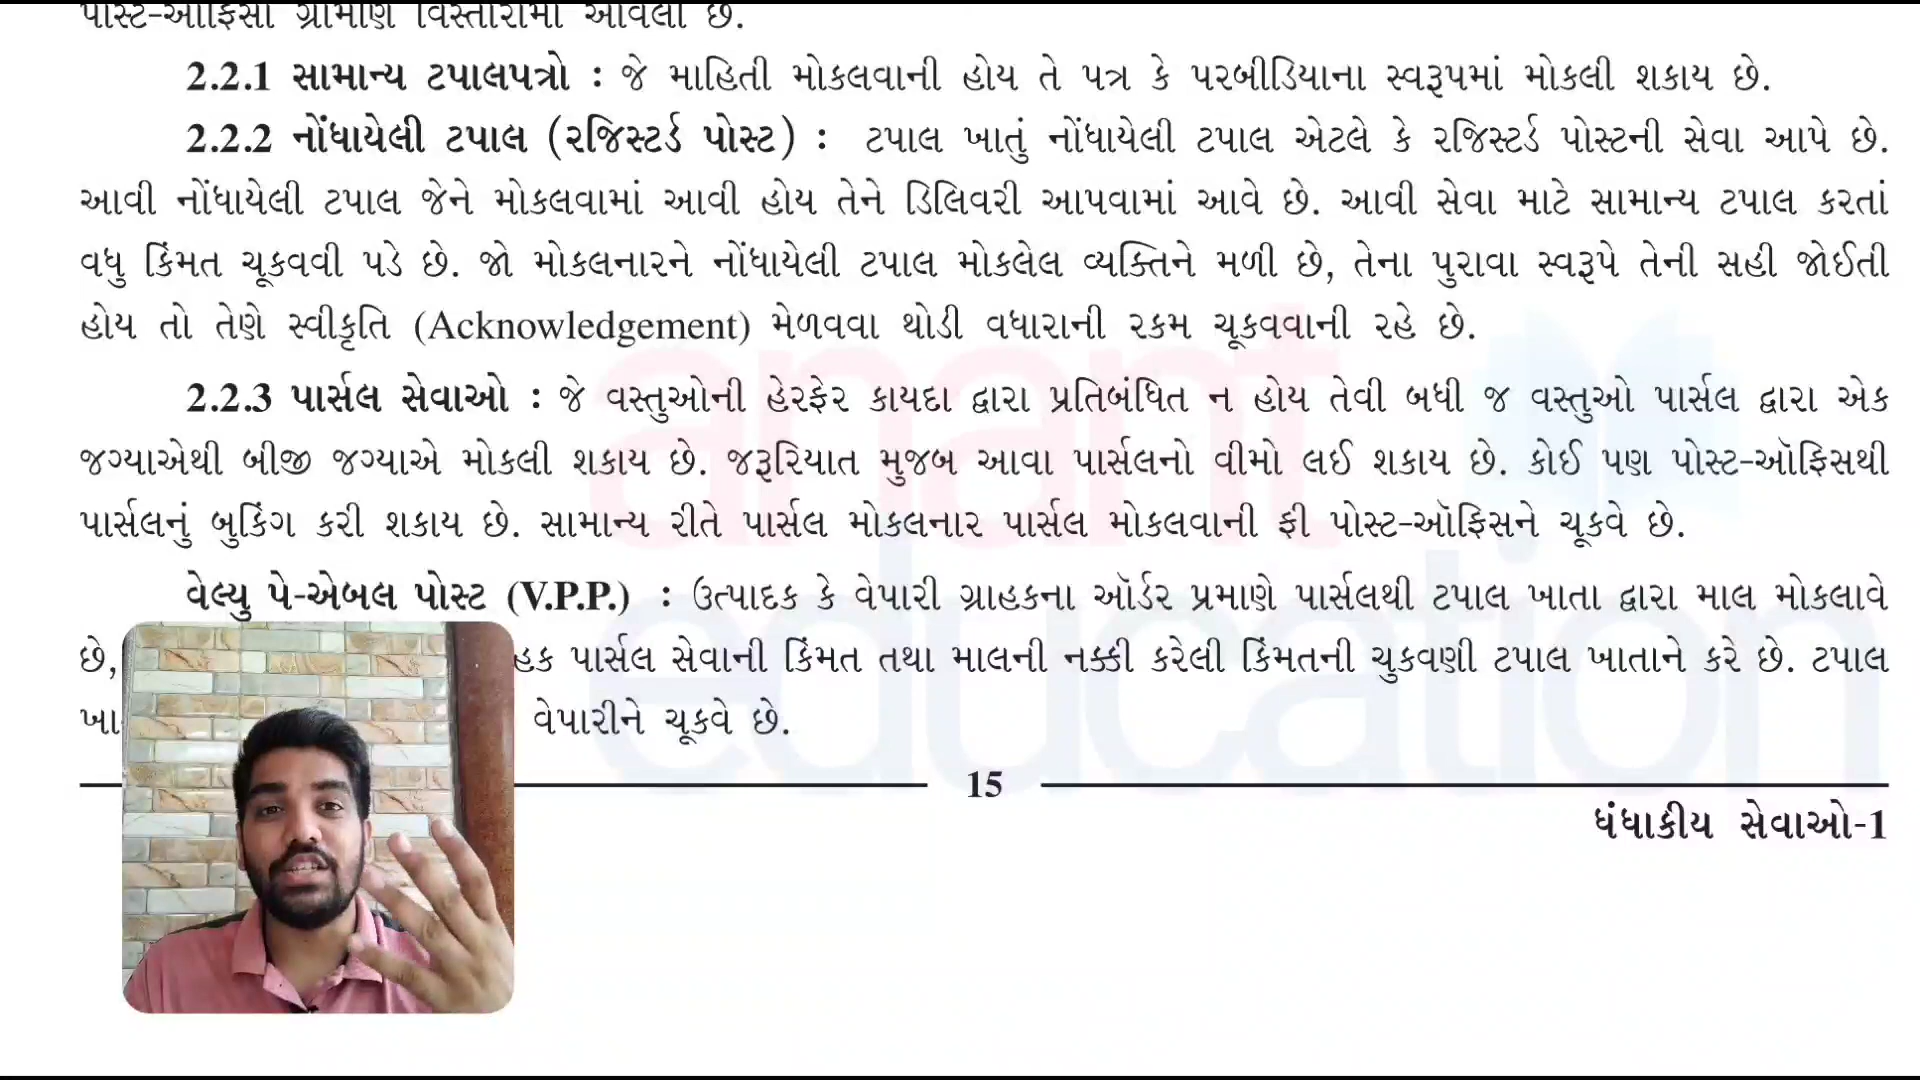 પોસ્ટ-ઑફિસો ગ્રામીણ વિસ્તારોમાં આવેલી છે.
2.2.1 સામાન્ય ટપાલપત્રો : જે માહિતી મોકલવાની હોય તે પત્ર કે પરબીડિયાના સ્વરૂપમાં મોકલી શકાય છે.
2.2.2 નોંધાયેલી ટપાલ (રજિસ્ટર્ડ પોસ્ટ) : ટપાલ ખાતું નોંધાયેલી ટપાલ એટલે કે રજિસ્ટર્ડ પોસ્ટની સેવા આપે છે.
આવી નોંધાયેલી ટપાલ જેને મોકલવામાં આવી હોય તેને ડિલિવરી આપવામાં આવે છે. આવી સેવા માટે સામાન્ય ટપાલ કરતાં
વધુ કિંમત ચૂકવવી પડે છે. જો મોકલનારને નોંધાયેલી ટપાલ મોકલેલ વ્યક્તિને મળી છે, તેના પુરાવા સ્વરૂપે તેની સહી જોઈતી
હોય તો તેણે સ્વીકૃતિ (Acknowledgement) મેળવવા થોડી વધારાની રકમ ચૂકવવાની રહે છે.
2.2.3 પાર્સલ સેવાઓ : જે વસ્તુઓની હેરફેર કાયદા દ્વારા પ્રતિબંધિત ન હોય તેવી બધી જ વસ્તુઓ પાર્સલ દ્વારા એક
જગ્યાએથી બીજી જગ્યાએ મોકલી શકાય છે. જરૂરિયાત મુજબ આવા પાર્સલનો વીમો લઈ શકાય છે. કોઈ પણ પોસ્ટ-ઑફિસથી
પાર્સલનું બુકિંગ કરી શકાય છે. સામાન્ય રીતે પાર્સલ મોકલનાર પાર્સલ મોકલવાની ફી પોસ્ટ-ઑફિસને ચૂકવે છે.
વેલ્યુ પે-એબલ પોસ્ટ (V.P.P.) : ઉત્પાદક કે વેપારી ગ્રાહકના ઑર્ડર પ્રમાણે પાર્સલથી ટપાલ ખાતા દ્વારા માલ મોકલાવે
છે, હક પાર્સલ સેવાની કિંમત તથા માલની નક્કી કરેલી કિંમતની ચુકવણી ટપાલ ખાતાને કરે છે. ટપાલ
ખા વેપારીને ચૂકવે છે.
15
ધંધાકીય સેવાઓ-1
anant
education